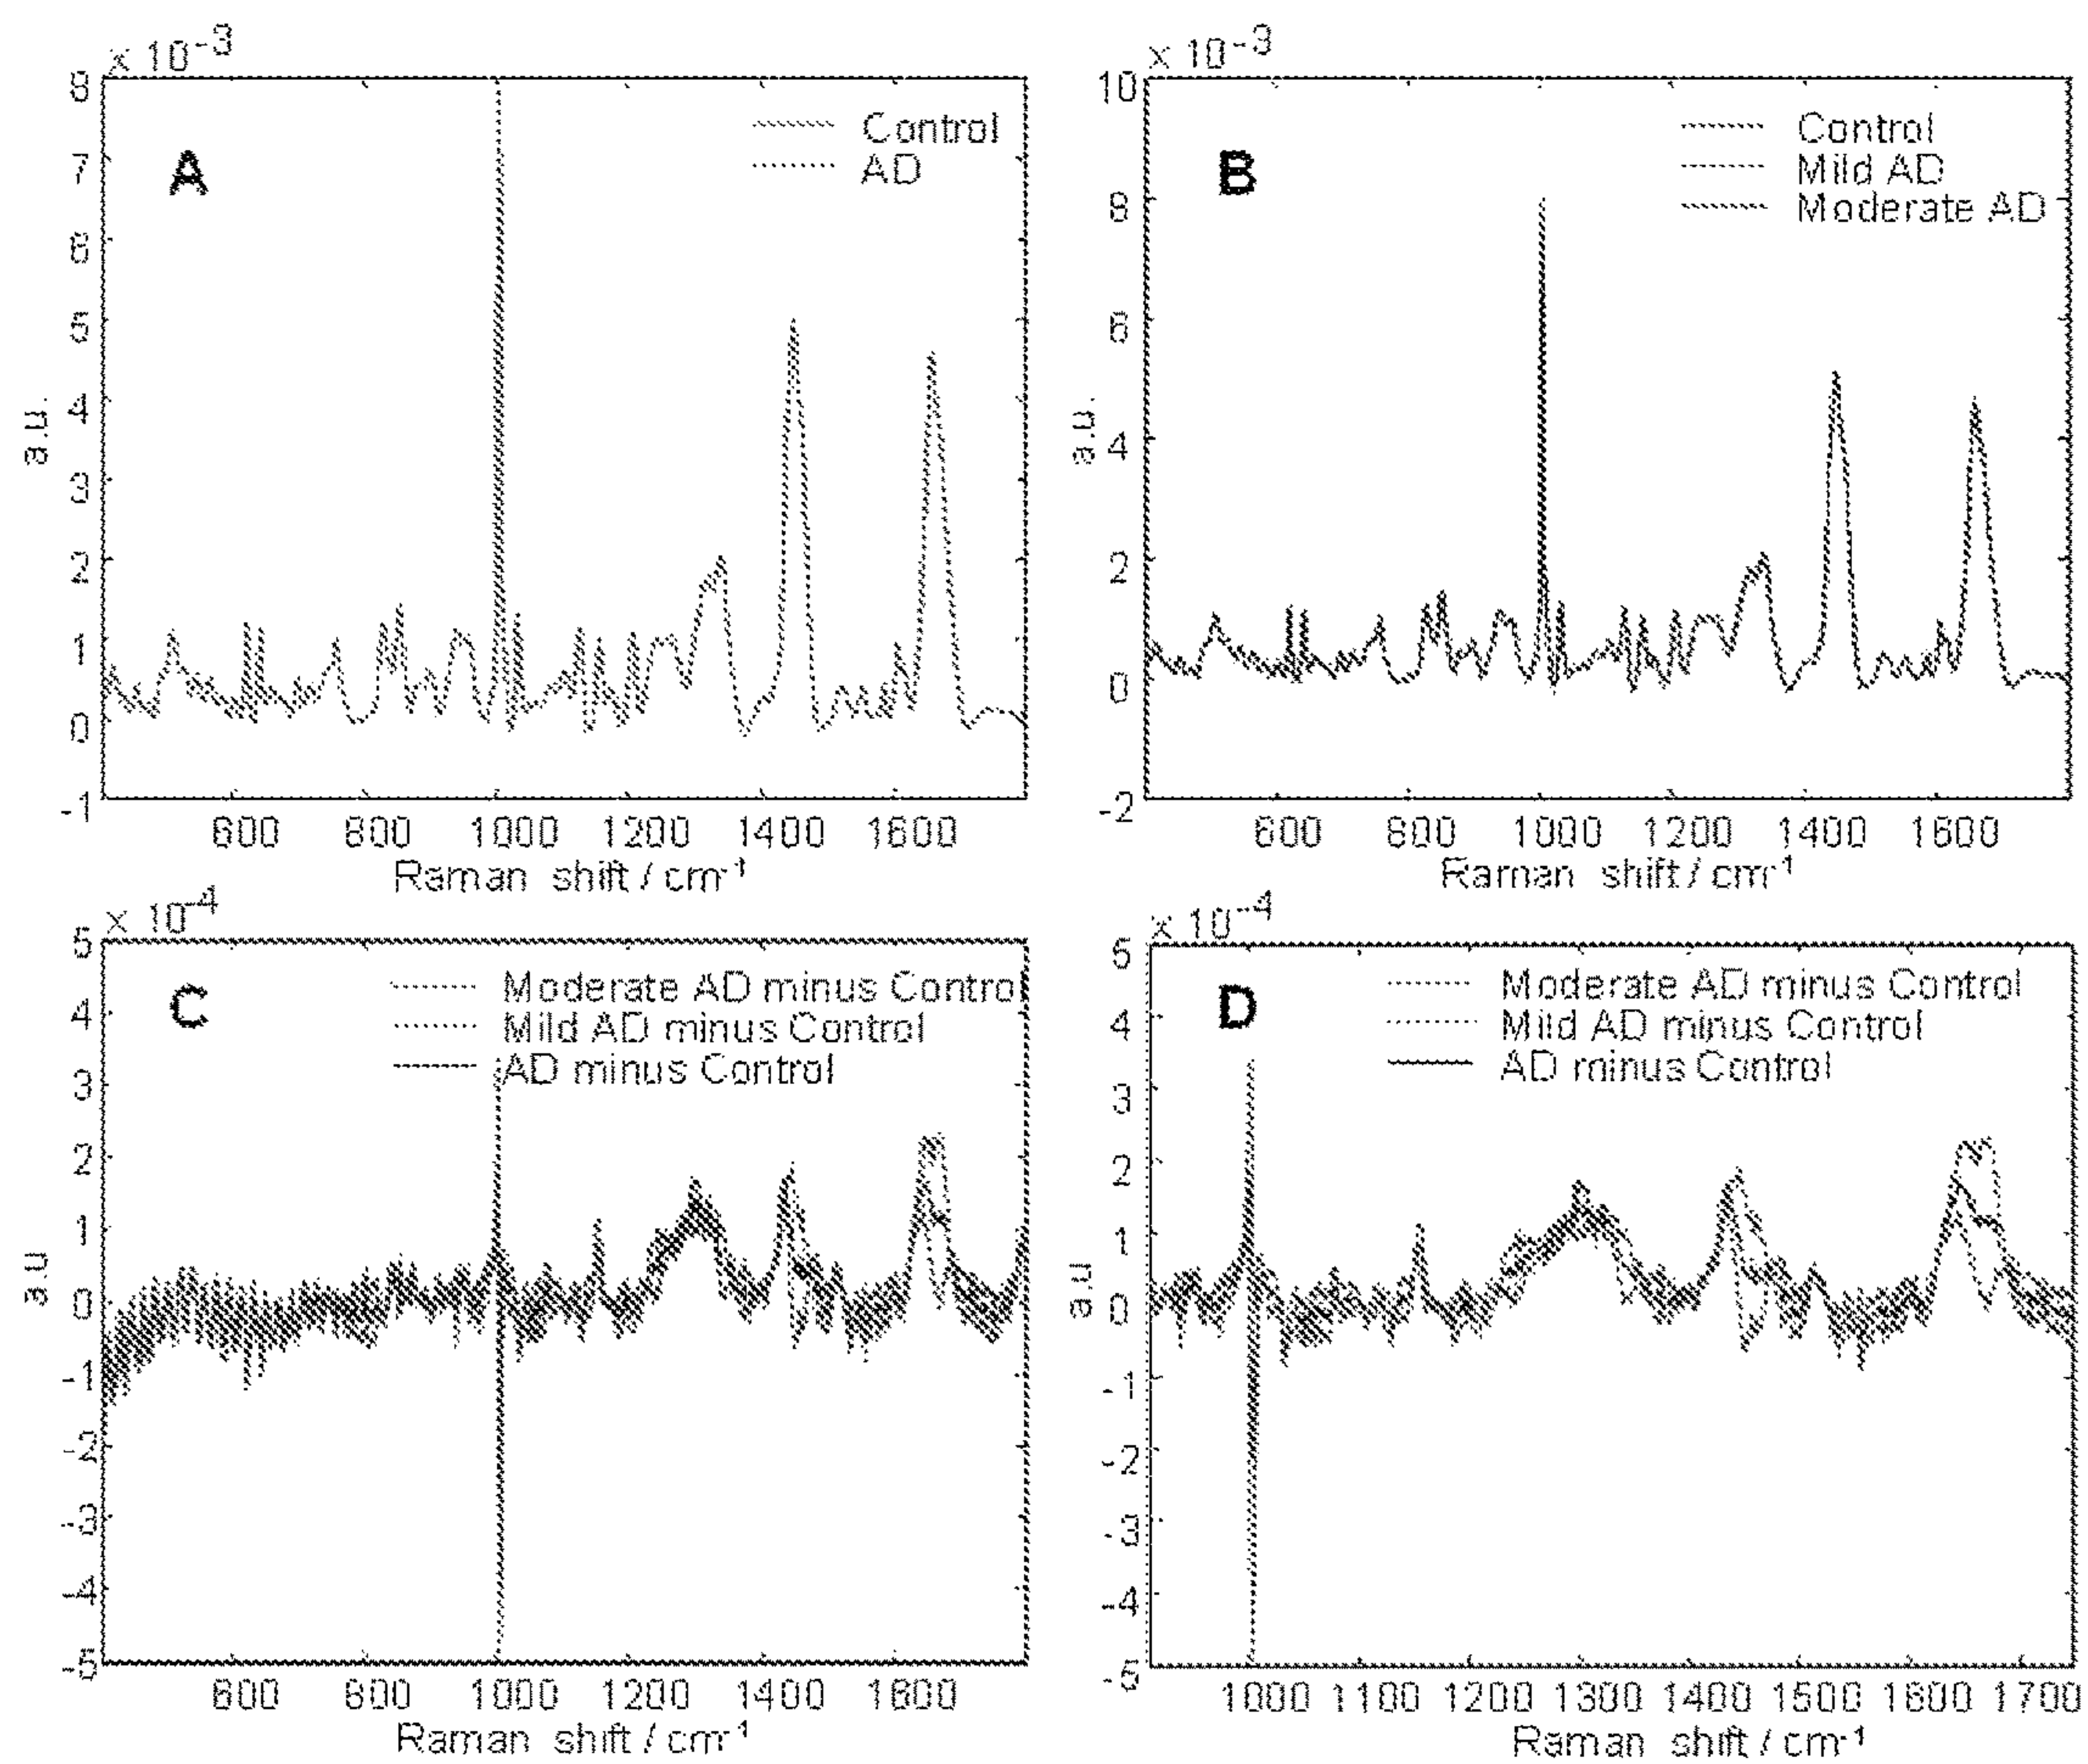 x 10-3
8
7
6
5
4
3
2
1
0
-1
a.u.
A
Control
AD
600 800 1000 1200 1400 1600
Raman shift / cm-1
x 10-3
10
8
6
4
2
0
-2
a.u.
B
Control
Mild AD
Moderate AD
600 800 1000 1200 1400 1600
Raman shift / cm-1
x 10-4
5
4
3
2
1
0
-1
-2
-3
-4
-5
a.u
C
Moderate AD minus Control
Mild AD minus Control
AD minus Control
600 800 1000 1200 1400 1600
Raman shift / cm-1
x 10-4
5
4
3
2
1
0
-1
-2
-3
-4
-5
a.u
D
Moderate AD minus Control
Mild AD minus Control
AD minus Control
1000 1100 1200 1300 1400 1500 1600 1700
Raman shift / cm-1